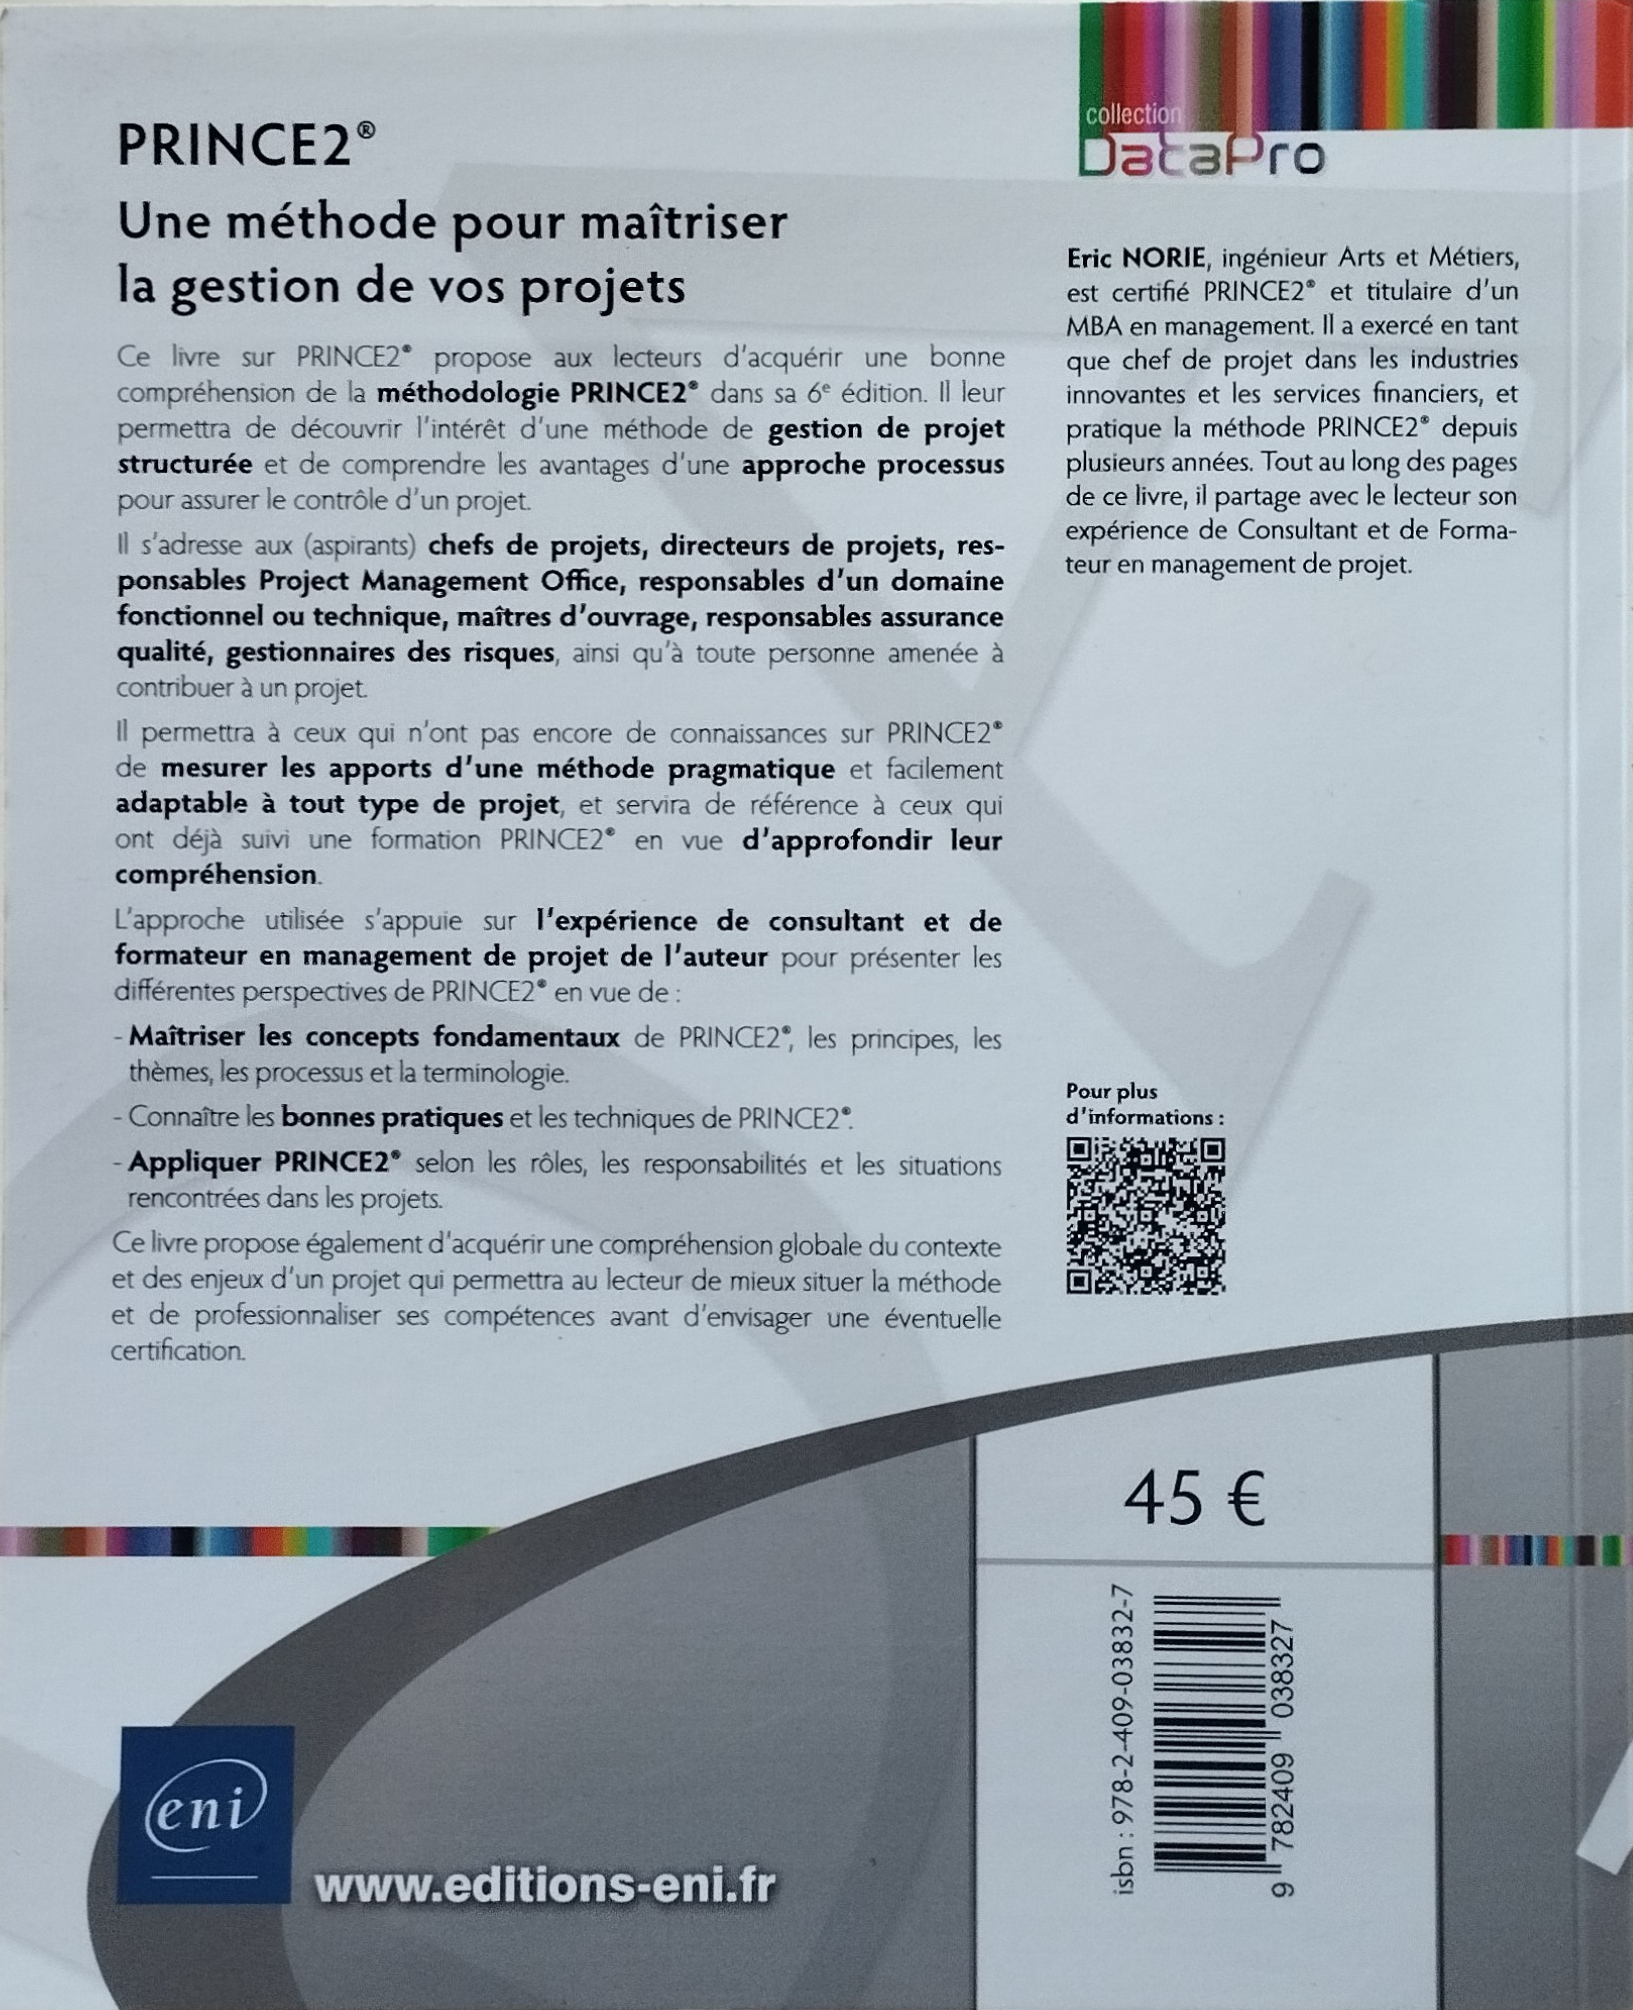 PRINCE2®
Une méthode pour maîtriser
la gestion de vos projets
Ce livre sur PRINCE2® propose aux lecteurs d'acquérir une bonne
compréhension de la méthodologie PRINCE2® dans sa 6e édition. Il leur
permettra de découvrir l'intérêt d'une méthode de gestion de projet
structurée et de comprendre les avantages d'une approche processus
pour assurer le contrôle d'un projet.
Il s'adresse aux (aspirants) chefs de projets, directeurs de projets, res-
ponsables Project Management Office, responsables d'un domaine
fonctionnel ou technique, maîtres d'ouvrage, responsables assurance
qualité, gestionnaires des risques, ainsi qu'à toute personne amenée à
contribuer à un projet.
Il permettra à ceux qui n'ont pas encore de connaissances sur PRINCE2®
de mesurer les apports d'une méthode pragmatique et facilement
adaptable à tout type de projet, et servira de référence à ceux qui
ont déjà suivi une formation PRINCE2® en vue d'approfondir leur
compréhension.
L'approche utilisée s'appuie sur l'expérience de consultant et de
formateur en management de projet de l'auteur pour présenter les
différentes perspectives de PRINCE2® en vue de :
- Maîtriser les concepts fondamentaux de PRINCE2®, les principes, les
thèmes, les processus et la terminologie.
- Connaître les bonnes pratiques et les techniques de PRINCE2®.
- Appliquer PRINCE2® selon les rôles, les responsabilités et les situations
rencontrées dans les projets.
Ce livre propose également d'acquérir une compréhension globale du contexte
et des enjeux d'un projet qui permettra au lecteur de mieux situer la méthode
et de professionnaliser ses compétences avant d'envisager une éventuelle
certification.
collection
DataPro
Eric NORIE, ingénieur Arts et Métiers,
est certifié PRINCE2® et titulaire d'un
MBA en management. Il a exercé en tant
que chef de projet dans les industries
innovantes et les services financiers, et
pratique la méthode PRINCE2® depuis
plusieurs années. Tout au long des pages
de ce livre, il partage avec le lecteur son
expérience de Consultant et de Forma-
teur en management de projet.
Pour plus
d'informations :
45 €
isbn : 978-2-409-03832-7
9 782409 038327
eni
www.editions-eni.fr